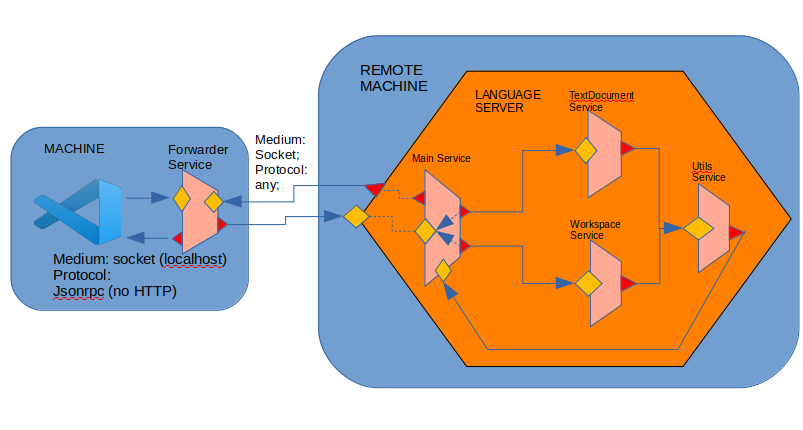 MACHINE
Forwarder
Service
Medium: socket (localhost)
Protocol:
Jsonrpc (no HTTP)
Medium:
Socket;
Protocol:
any;
REMOTE
MACHINE
LANGUAGE
SERVER
Main Service
TextDocument
Service
Workspace
Service
Utils
Service